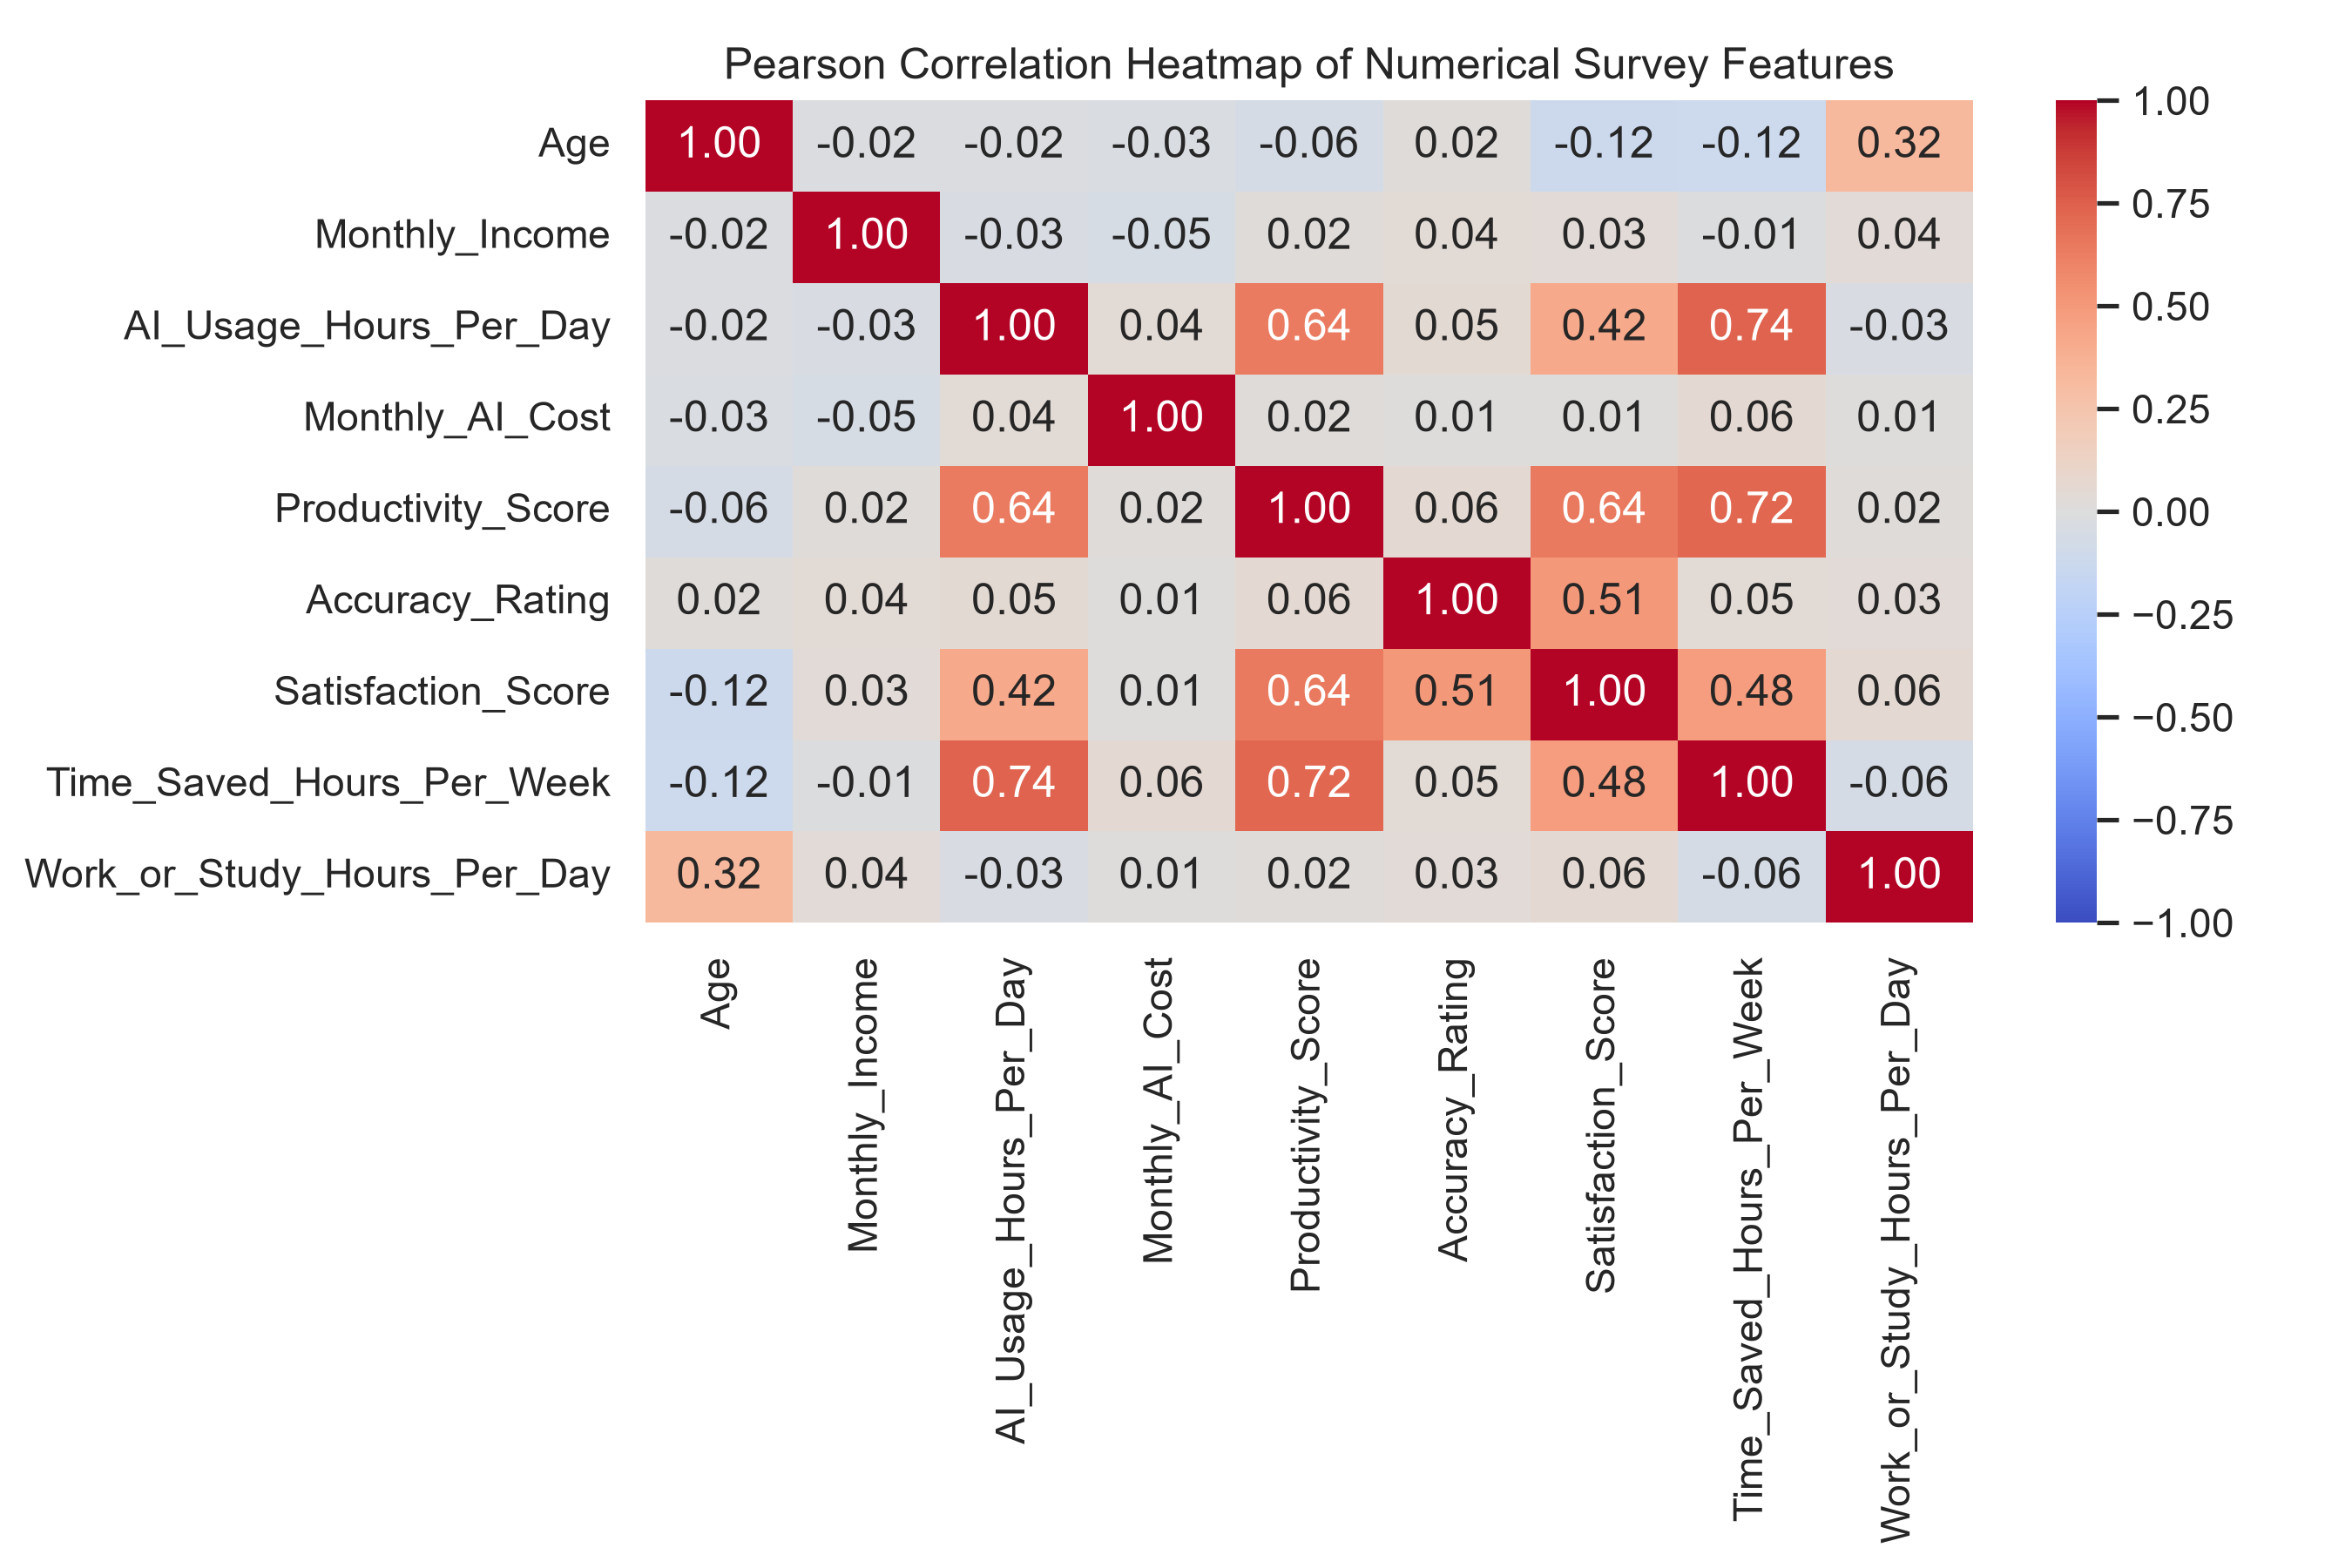 Pearson Correlation Heatmap of Numerical Survey Features
Age 1.00 -0.02 -0.02 -0.03 -0.06 0.02 -0.12 -0.12 0.32
Monthly_Income -0.02 1.00 -0.03 -0.05 0.02 0.04 0.03 -0.01 0.04
AI_Usage_Hours_Per_Day -0.02 -0.03 1.00 0.04 0.64 0.05 0.42 0.74 -0.03
Monthly_AI_Cost -0.03 -0.05 0.04 1.00 0.02 0.01 0.01 0.06 0.01
Productivity_Score -0.06 0.02 0.64 0.02 1.00 0.06 0.64 0.72 0.02
Accuracy_Rating 0.02 0.04 0.05 0.01 0.06 1.00 0.51 0.05 0.03
Satisfaction_Score -0.12 0.03 0.42 0.01 0.64 0.51 1.00 0.48 0.06
Time_Saved_Hours_Per_Week -0.12 -0.01 0.74 0.06 0.72 0.05 0.48 1.00 -0.06
Work_or_Study_Hours_Per_Day 0.32 0.04 -0.03 0.01 0.02 0.03 0.06 -0.06 1.00
Age
Monthly_Income
AI_Usage_Hours_Per_Day
Monthly_AI_Cost
Productivity_Score
Accuracy_Rating
Satisfaction_Score
Time_Saved_Hours_Per_Week
Work_or_Study_Hours_Per_Day
1.00
0.75
0.50
0.25
0.00
−0.25
−0.50
−0.75
−1.00